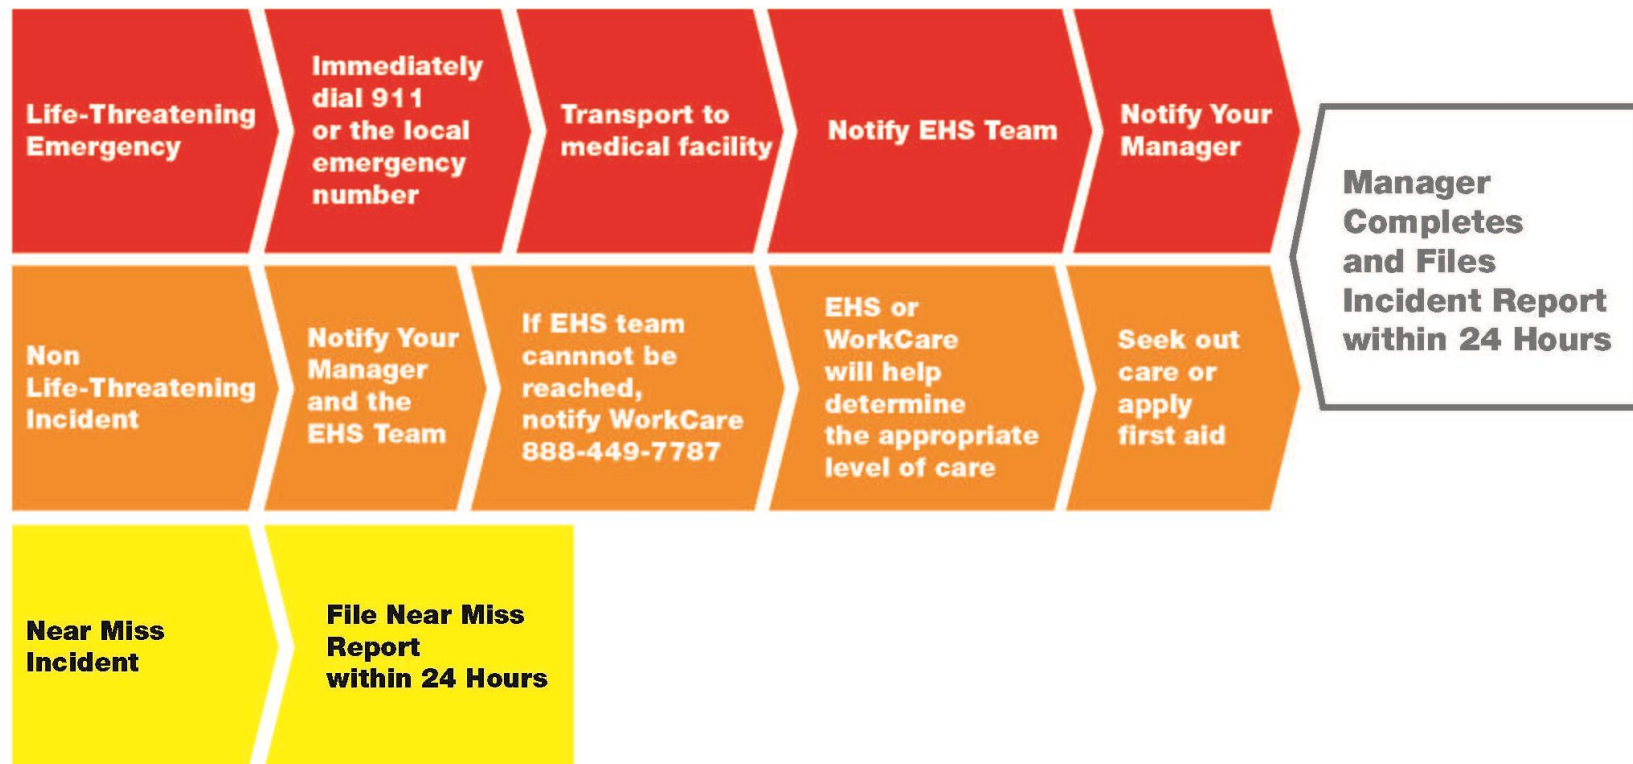 Life-Threatening
Emergency
Immediately
dial 911
or the local
emergency
number
Transport to
medical facility
Notify EHS Team
Notify Your
Manager
Non
Life-Threatening
Incident
Notify Your
Manager
and the
EHS Team
If EHS team
cannnot be
reached,
notify WorkCare
888-449-7787
EHS or
WorkCare
will help
determine
the appropriate
level of care
Seek out
care or
apply
first aid
Manager
Completes
and Files
Incident Report
within 24 Hours
Near Miss
Incident
File Near Miss
Report
within 24 Hours